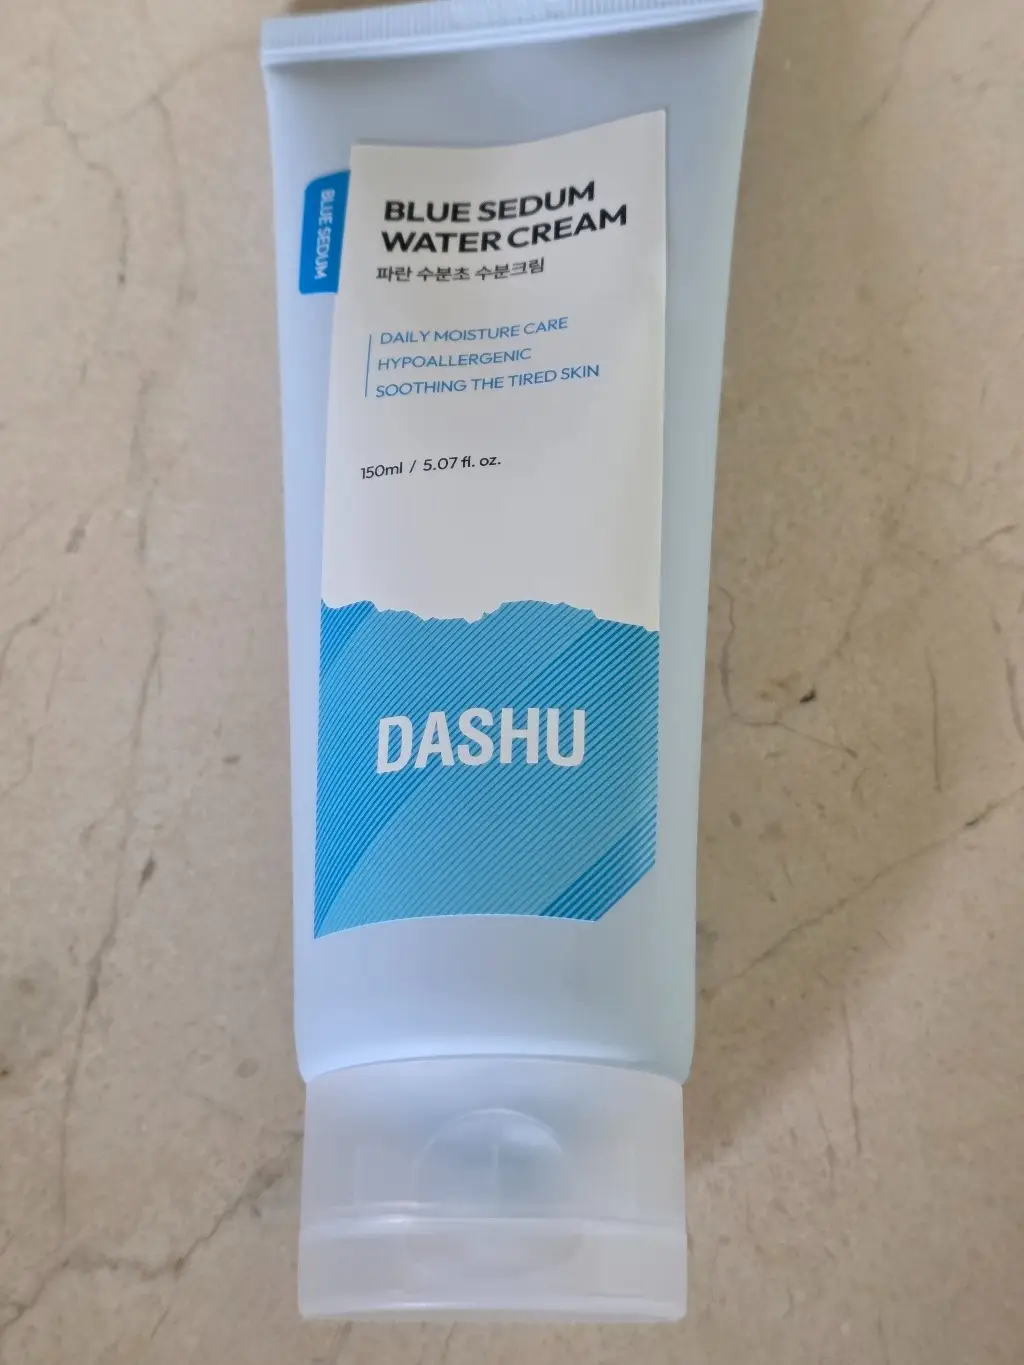 BLUE SEDUM
BLUE SEDUM
WATER CREAM
파란 수분초 수분크림
DAILY MOISTURE CARE
HYPOALLERGENIC
SOOTHING THE TIRED SKIN
150ml / 5.07 fl. oz.
DASHU